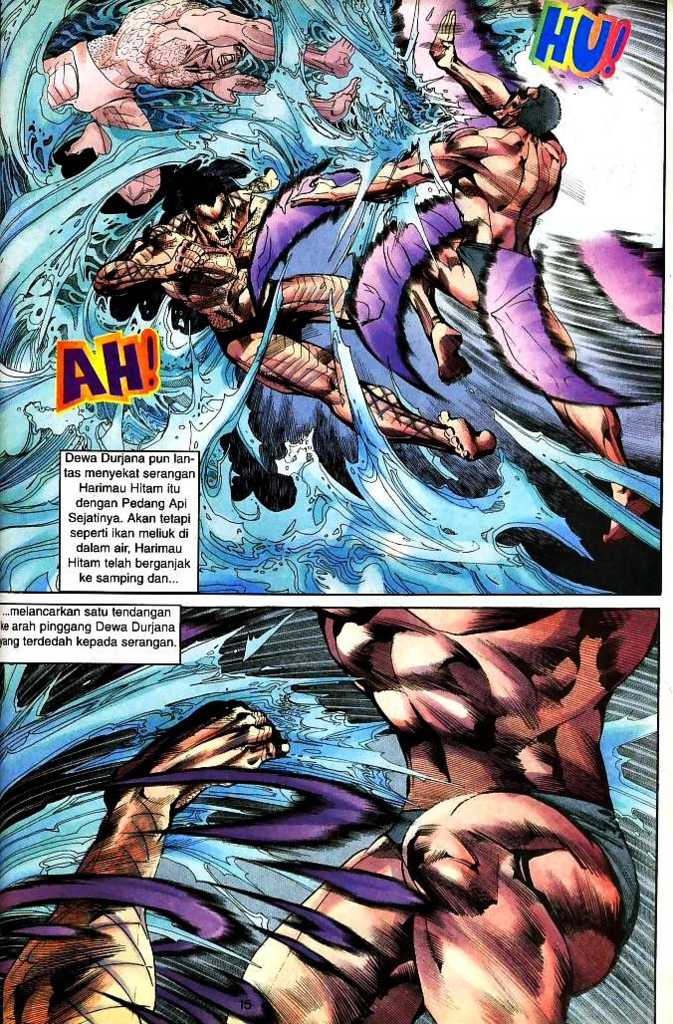 HU!
AH!
Dewa Durjana pun lan-
tas menyekat serangan
Harimau Hitam itu
dengan Pedang Api
Sejatinya. Akan tetapi
seperti ikan meliuk di
dalam air, Harimau
Hitam telah berganjak
ke samping dan...
...melancarkan satu tendangan
ke arah pinggang Dewa Durjana
yang terdedah kepada serangan.
15